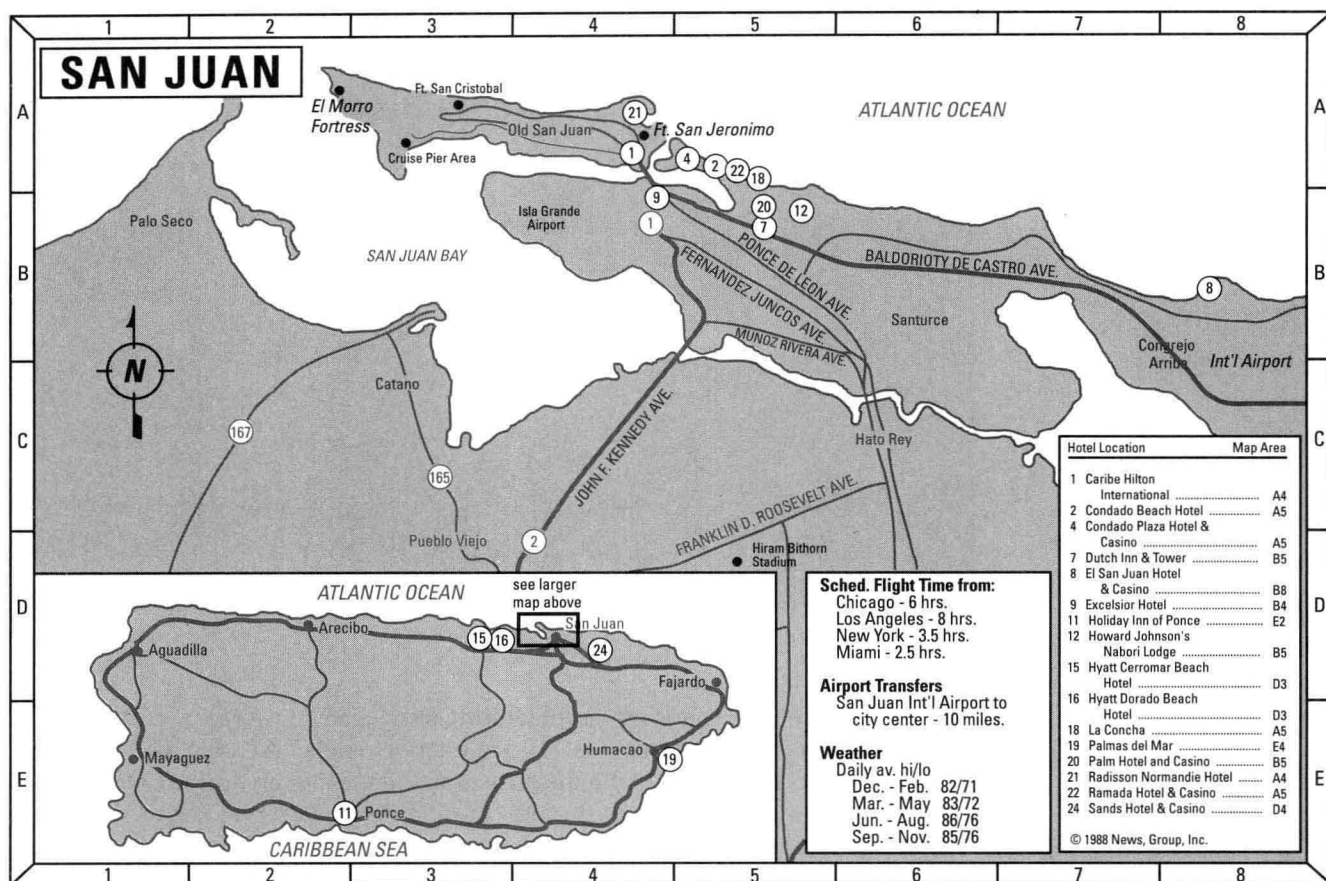 1 2 3 4 5 6 7 8
SAN JUAN
A
A
El Morro
Fortress
Ft. San Cristobal
Old San Juan
Cruise Pier Area
21
Ft. San Jeronimo
1
ATLANTIC OCEAN
4
2
22
18
9
20
12
7
1
Palo Seco
Isla Grande
Airport
SAN JUAN BAY
B
B
PONCE DE LEON AVE.
FERNANDEZ JUNCOS AVE.
MUNOZ RIVERA AVE.
BALDORIOTY DE CASTRO AVE.
8
Santurce
Congrejo
Arriba
Int'l Airport
N
Catano
C
C
167
165
JOHN F. KENNEDY AVE.
Hato Rey
FRANKLIN D. ROOSEVELT AVE.
Pueblo Viejo
2
Hiram Bithorn
Stadium
D
D
ATLANTIC OCEAN
see larger
map above
San Juan
Arecibo
15
16
24
Aguadilla
Fajardo
Mayaguez
Humacao
19
E
E
11
Ponce
CARIBBEAN SEA
Sched. Flight Time from:
Chicago - 6 hrs.
Los Angeles - 8 hrs.
New York - 3.5 hrs.
Miami - 2.5 hrs.
Airport Transfers
San Juan Int'l Airport to
city center - 10 miles.
Weather
Daily av. hi/lo
Dec. - Feb. 82/71
Mar. - May 83/72
Jun. - Aug. 86/76
Sep. - Nov. 85/76
Hotel Location Map Area
1 Caribe Hilton
International .................... A4
2 Condado Beach Hotel ............ A5
4 Condado Plaza Hotel &
Casino ............................. A5
7 Dutch Inn & Tower ................ B5
8 El San Juan Hotel
& Casino .......................... B8
9 Excelsior Hotel .................... B4
11 Holiday Inn of Ponce ............. E2
12 Howard Johnson's
Nabori Lodge ..................... B5
15 Hyatt Cerromar Beach
Hotel .............................. D3
16 Hyatt Dorado Beach
Hotel .............................. D3
18 La Concha .......................... A5
19 Palmas del Mar .................... E4
20 Palm Hotel and Casino ............ B5
21 Radisson Normandie Hotel ....... A4
22 Ramada Hotel & Casino .......... A5
24 Sands Hotel & Casino ............ D4
© 1988 News, Group, Inc.
1 2 3 4 5 6 7 8